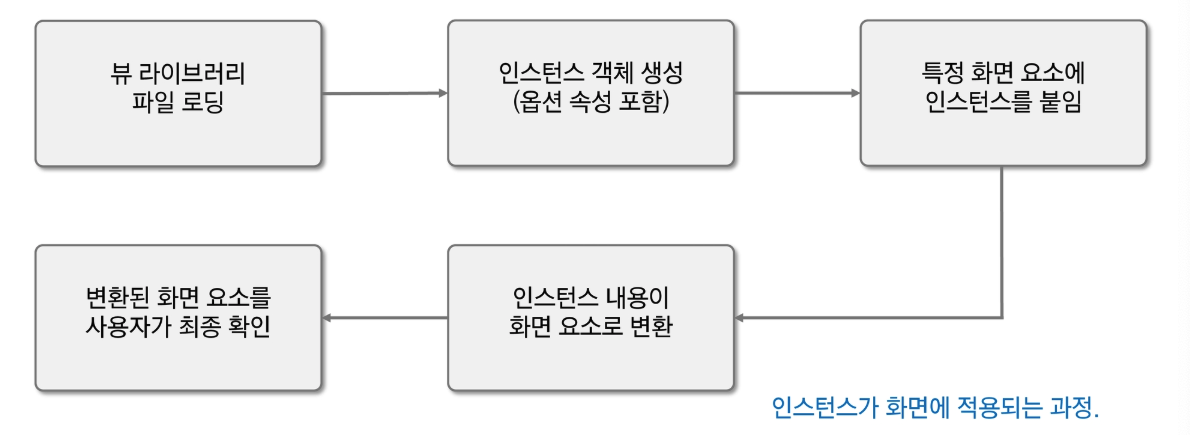 뷰 라이브러리
파일 로딩
인스턴스 객체 생성
(옵션 속성 포함)
특정 화면 요소에
인스턴스를 붙임
인스턴스 내용이
화면 요소로 변환
변환된 화면 요소를
사용자가 최종 확인
인스턴스가 화면에 적용되는 과정.